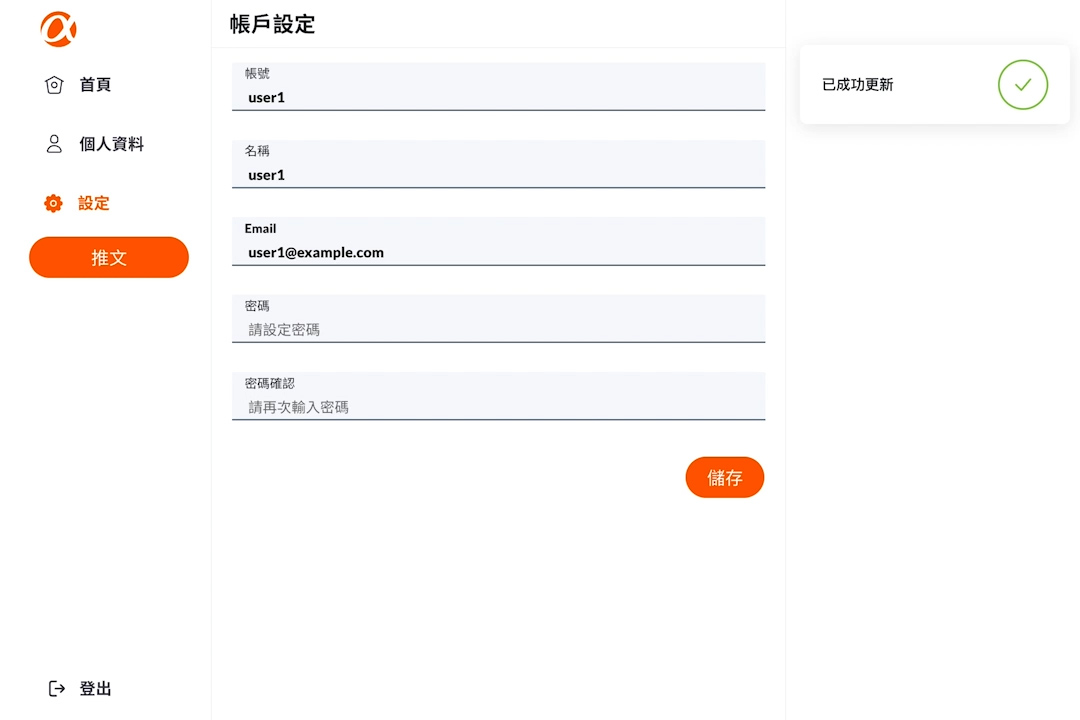 首頁
個人資料
設定
推文
登出
帳戶設定
帳號
user1
名稱
user1
Email
user1@example.com
密碼
請設定密碼
密碼確認
請再次輸入密碼
儲存
已成功更新